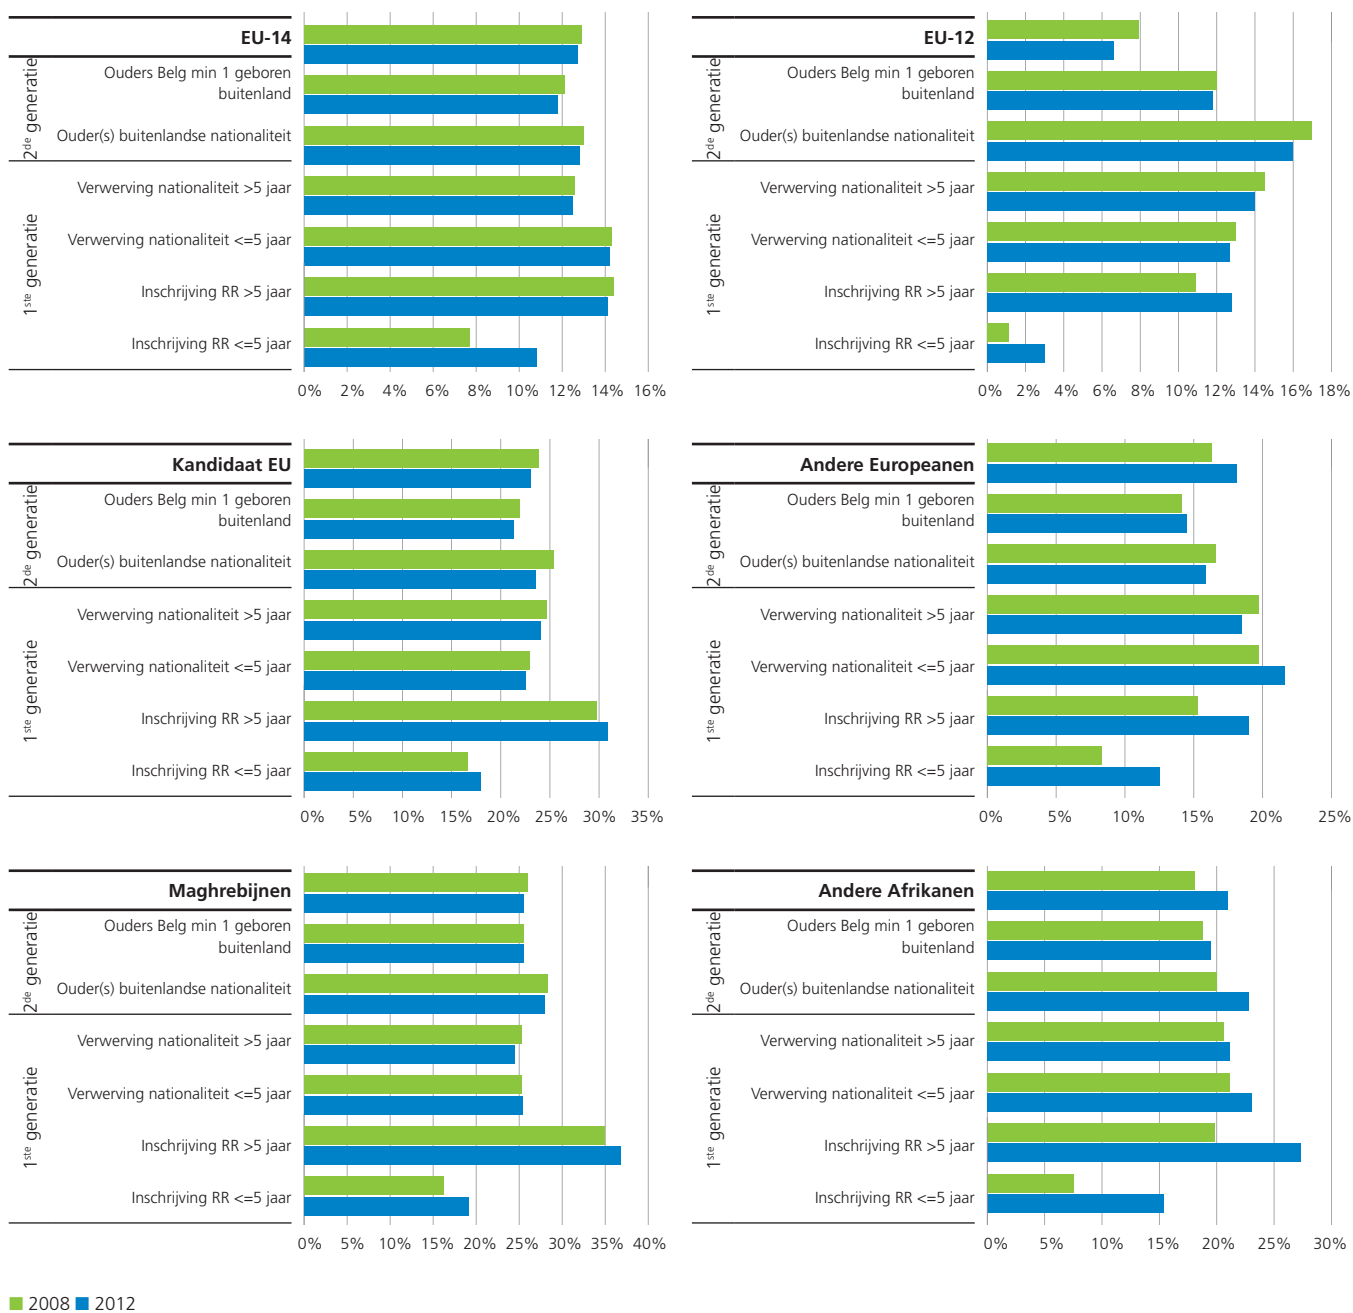 EU-14
2de generatie
Ouders Belg min 1 geboren
buitenland
Ouder(s) buitenlandse nationaliteit
1ste generatie
Verwerving nationaliteit >5 jaar
Verwerving nationaliteit <=5 jaar
Inschrijving RR >5 jaar
Inschrijving RR <=5 jaar
0% 2% 4% 6% 8% 10% 12% 14% 16%
EU-12
2de generatie
Ouders Belg min 1 geboren
buitenland
Ouder(s) buitenlandse nationaliteit
1ste generatie
Verwerving nationaliteit >5 jaar
Verwerving nationaliteit <=5 jaar
Inschrijving RR >5 jaar
Inschrijving RR <=5 jaar
0% 2% 4% 6% 8% 10% 12% 14% 16% 18%
Kandidaat EU
2de generatie
Ouders Belg min 1 geboren
buitenland
Ouder(s) buitenlandse nationaliteit
1ste generatie
Verwerving nationaliteit >5 jaar
Verwerving nationaliteit <=5 jaar
Inschrijving RR >5 jaar
Inschrijving RR <=5 jaar
0% 5% 10% 15% 20% 25% 30% 35%
Andere Europeanen
2de generatie
Ouders Belg min 1 geboren
buitenland
Ouder(s) buitenlandse nationaliteit
1ste generatie
Verwerving nationaliteit >5 jaar
Verwerving nationaliteit <=5 jaar
Inschrijving RR >5 jaar
Inschrijving RR <=5 jaar
0% 5% 10% 15% 20% 25%
Maghrebijnen
2de generatie
Ouders Belg min 1 geboren
buitenland
Ouder(s) buitenlandse nationaliteit
1ste generatie
Verwerving nationaliteit >5 jaar
Verwerving nationaliteit <=5 jaar
Inschrijving RR >5 jaar
Inschrijving RR <=5 jaar
0% 5% 10% 15% 20% 25% 30% 35% 40%
Andere Afrikanen
2de generatie
Ouders Belg min 1 geboren
buitenland
Ouder(s) buitenlandse nationaliteit
1ste generatie
Verwerving nationaliteit >5 jaar
Verwerving nationaliteit <=5 jaar
Inschrijving RR >5 jaar
Inschrijving RR <=5 jaar
0% 5% 10% 15% 20% 25% 30%
2008 2012